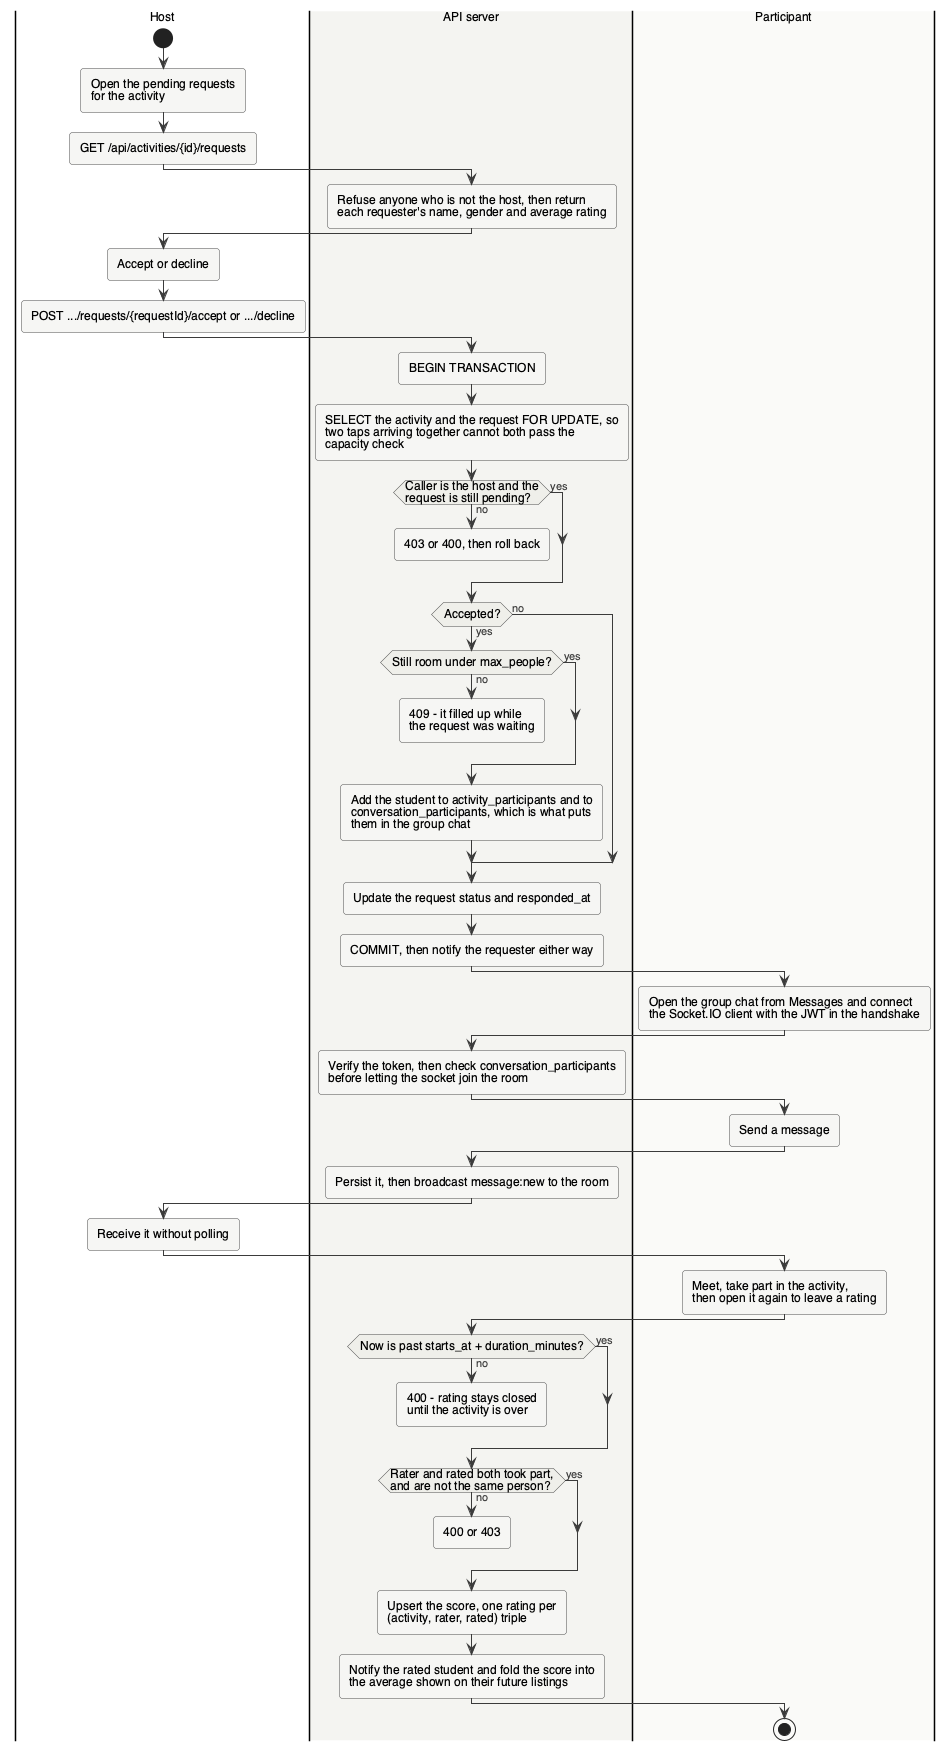 Host
API server
Participant
Open the pending requests
for the activity
GET /api/activities/{id}/requests
Refuse anyone who is not the host, then return
each requester's name, gender and average rating
Accept or decline
POST .../requests/{requestId}/accept or .../decline
BEGIN TRANSACTION
SELECT the activity and the request FOR UPDATE, so
two taps arriving together cannot both pass the
capacity check
Caller is the host and the
request is still pending?
yes
no
403 or 400, then roll back
Accepted?
no
yes
Still room under max_people?
yes
no
409 - it filled up while
the request was waiting
Add the student to activity_participants and to
conversation_participants, which is what puts
them in the group chat
Update the request status and responded_at
COMMIT, then notify the requester either way
Open the group chat from Messages and connect
the Socket.IO client with the JWT in the handshake
Verify the token, then check conversation_participants
before letting the socket join the room
Send a message
Persist it, then broadcast message:new to the room
Receive it without polling
Meet, take part in the activity,
then open it again to leave a rating
Now is past starts_at + duration_minutes?
yes
no
400 - rating stays closed
until the activity is over
Rater and rated both took part,
and are not the same person?
yes
no
400 or 403
Upsert the score, one rating per
(activity, rater, rated) triple
Notify the rated student and fold the score into
the average shown on their future listings